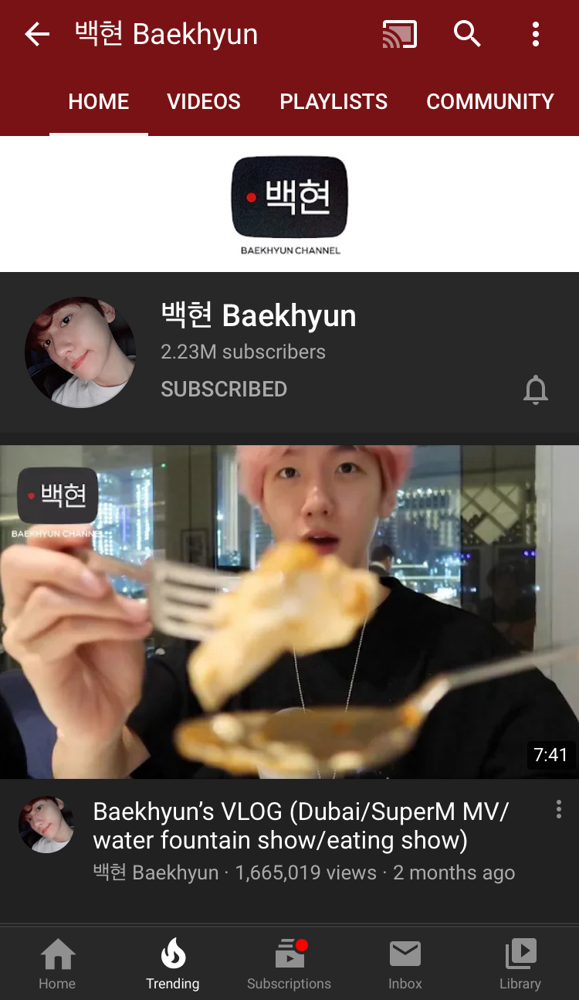 백현 Baekhyun
HOME VIDEOS PLAYLISTS COMMUNITY
백현
BAEKHYUN CHANNEL
백현 Baekhyun
2.23M subscribers
SUBSCRIBED
백현
BAEKHYUN CHANNEL
7:41
Baekhyun’s VLOG (Dubai/SuperM MV/
water fountain show/eating show)
백현 Baekhyun · 1,665,019 views · 2 months ago
Home Trending Subscriptions Inbox Library